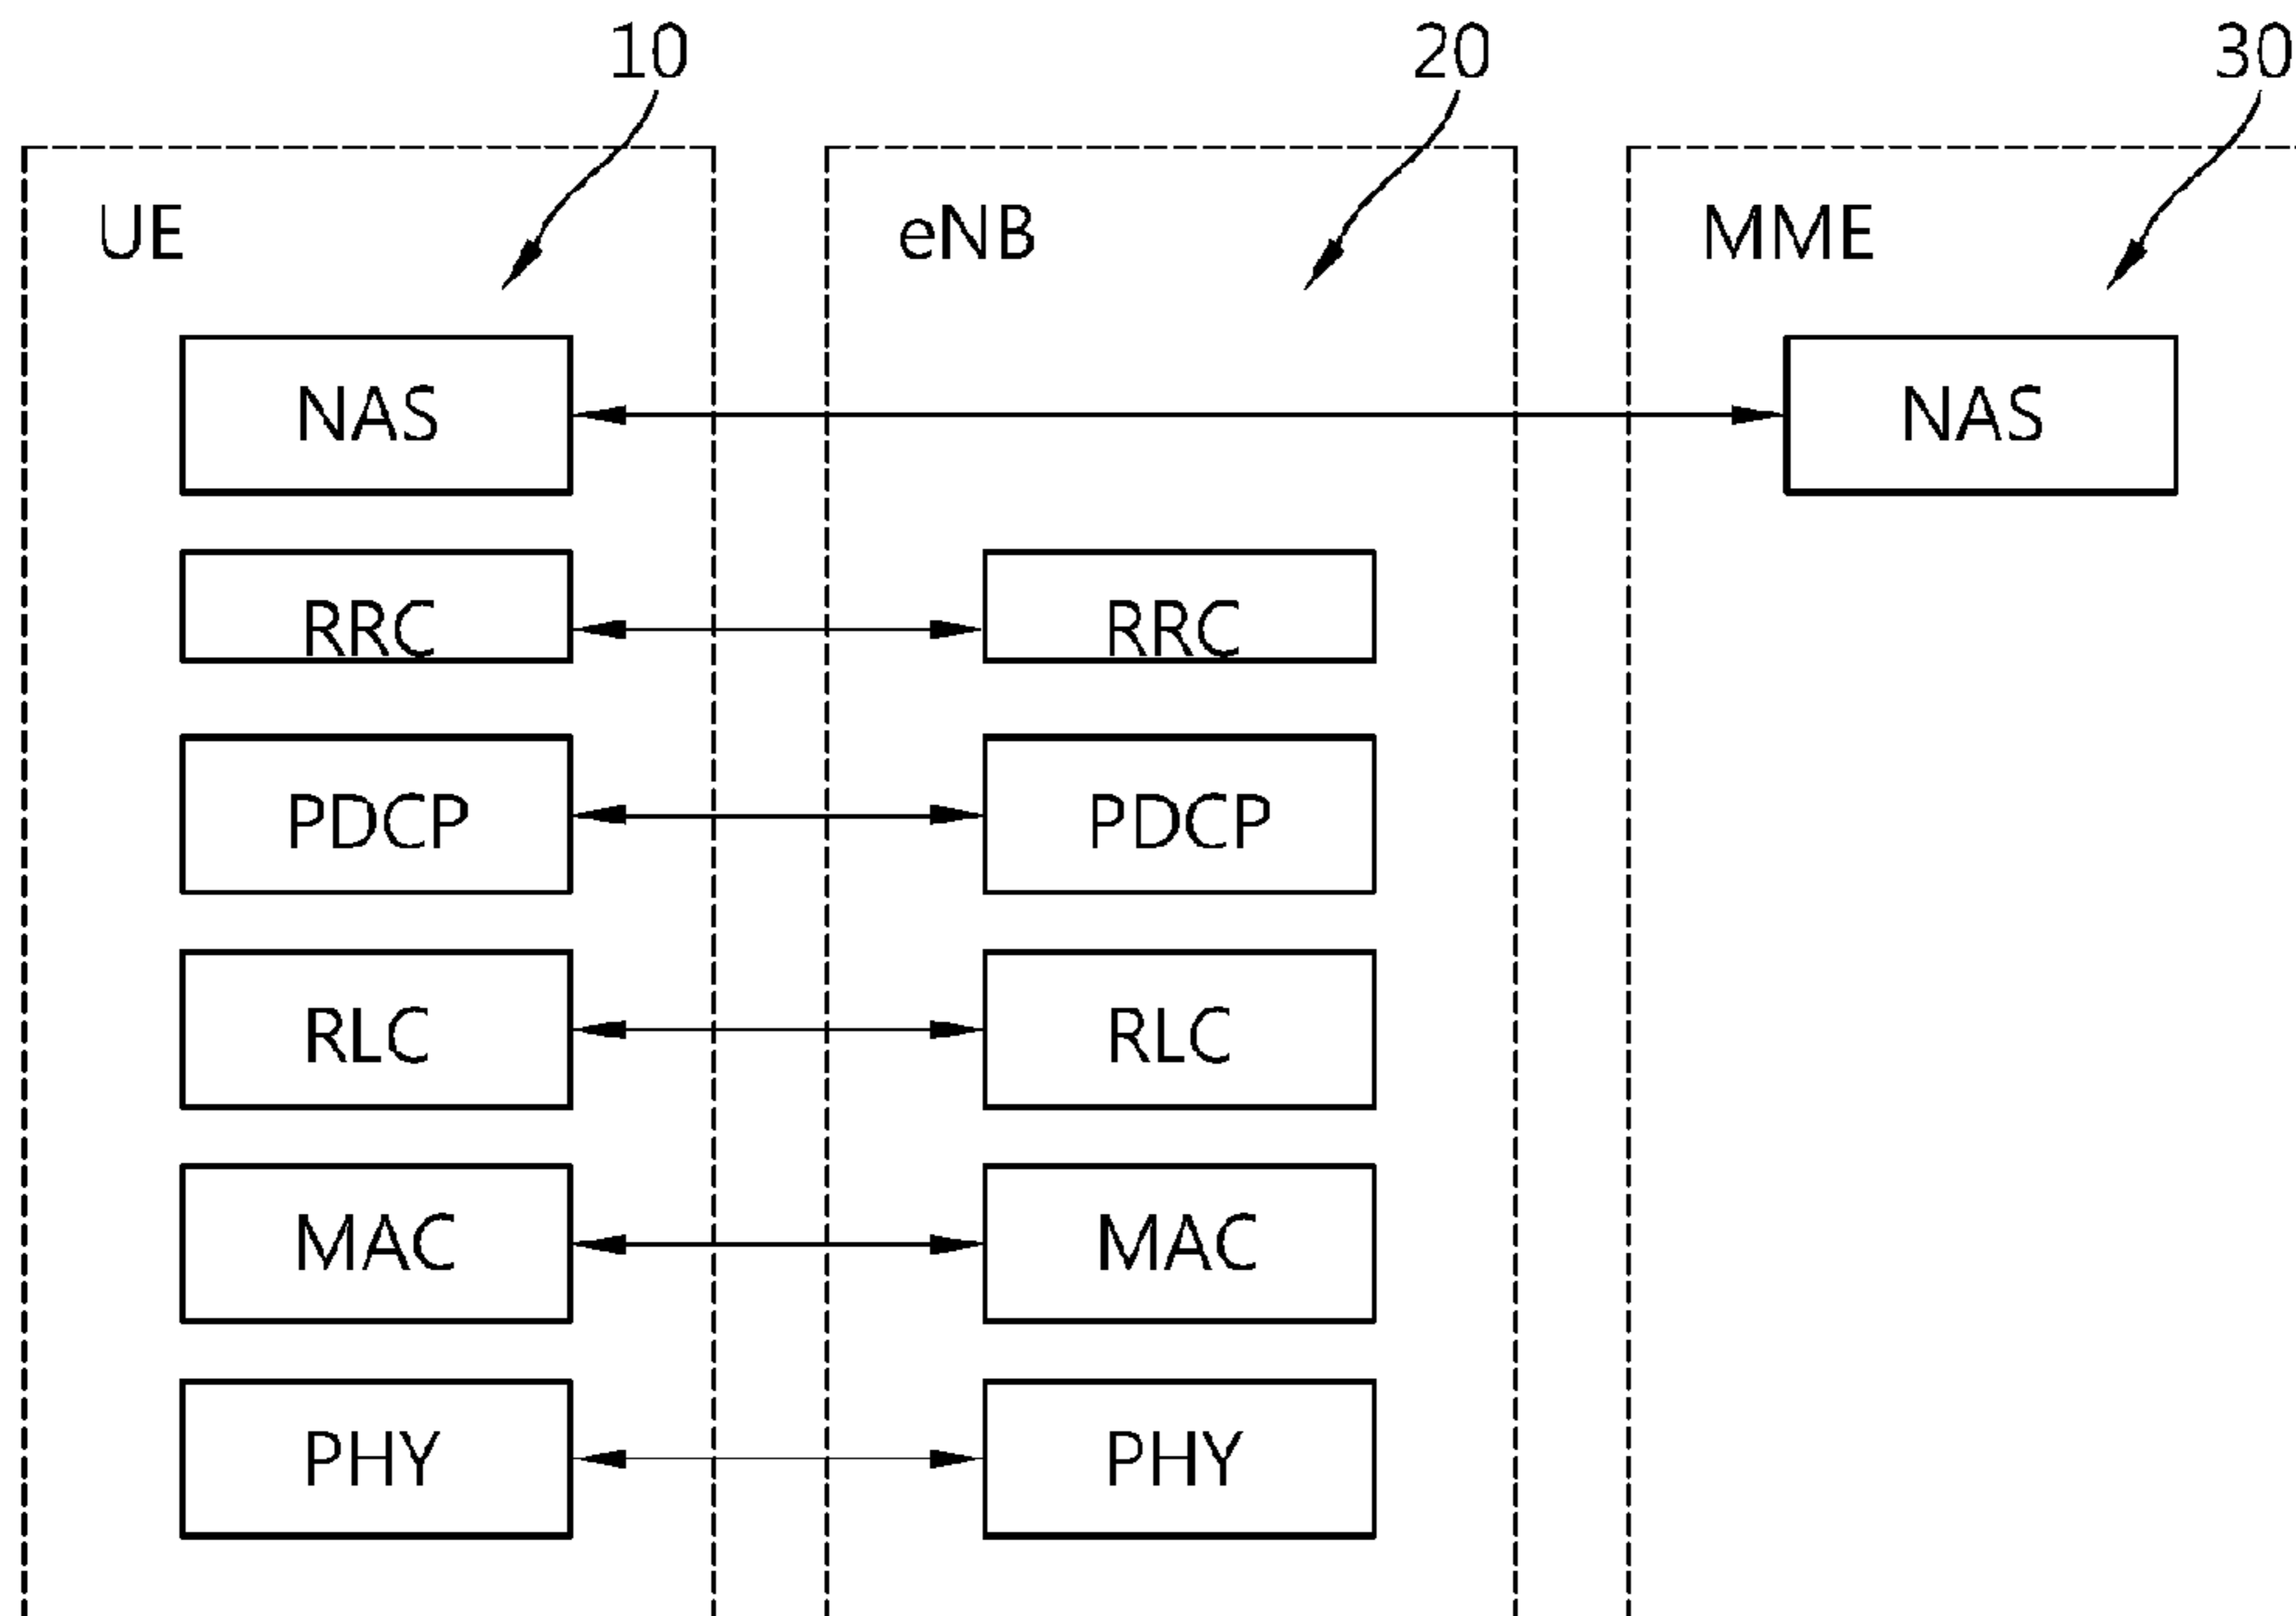 10 20 30
UE eNB MME
NAS NAS
RRC RRC
PDCP PDCP
RLC RLC
MAC MAC
PHY PHY